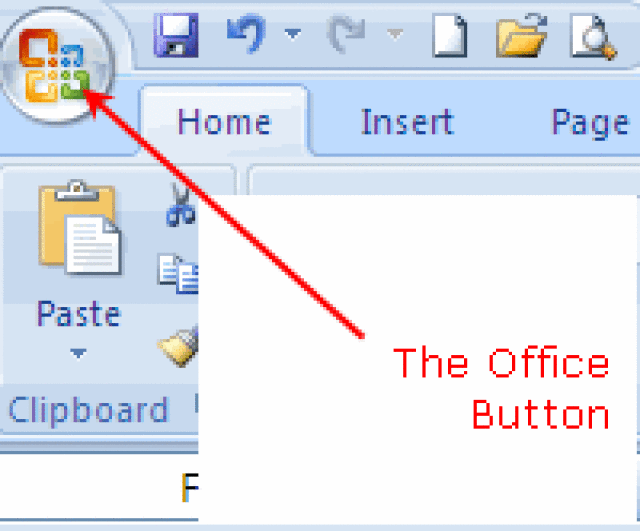 Home Insert Page
Paste
The Office
Button
Clipboard
F